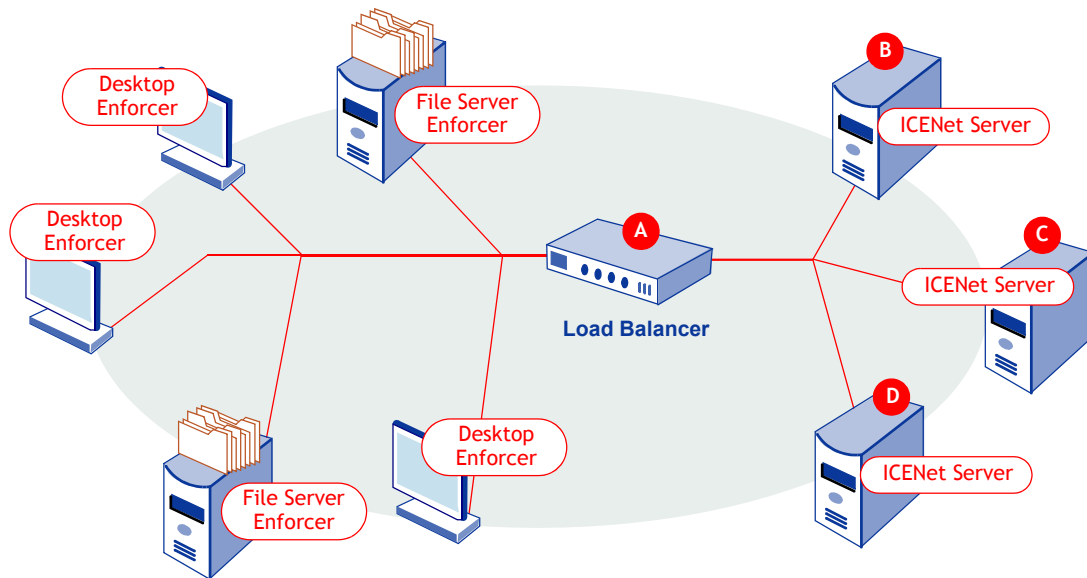 Desktop
Enforcer
File Server
Enforcer
B
ICENet Server
Desktop
Enforcer
A
C
ICENet Server
Load Balancer
D
ICENet Server
Desktop
Enforcer
File Server
Enforcer